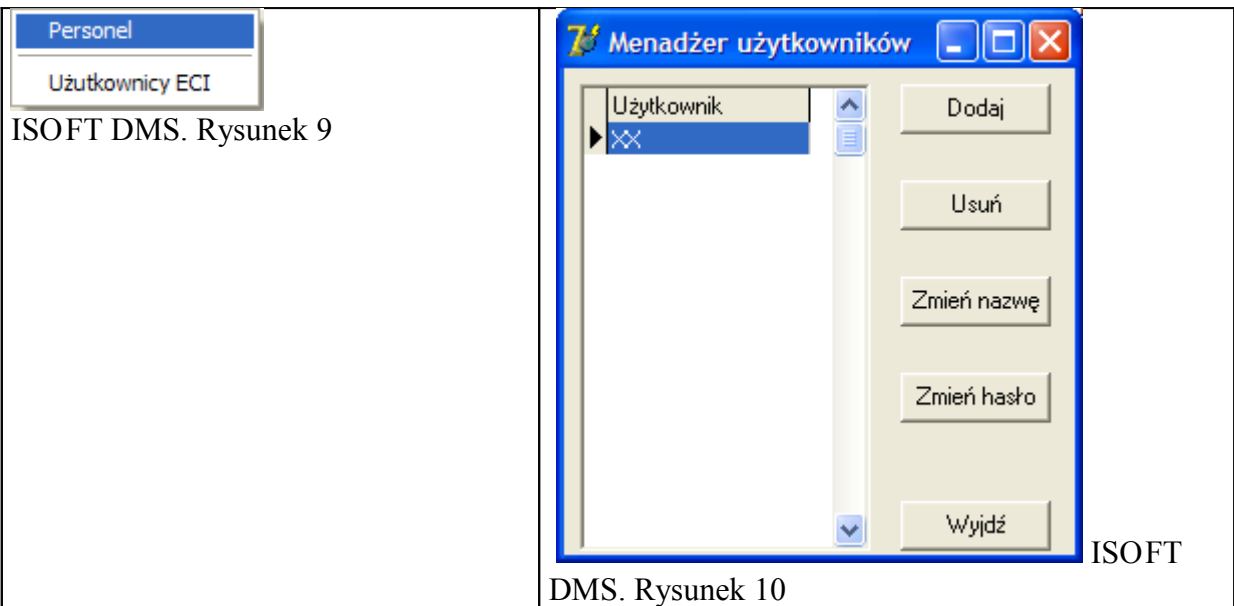 Personel
Użutkownicy ECI
ISOFT DMS. Rysunek 9
Menadżer użytkowników
Użytkownik
XX
Dodaj
Usuń
Zmień nazwę
Zmień hasło
Wyjdź
ISOFT
DMS. Rysunek 10